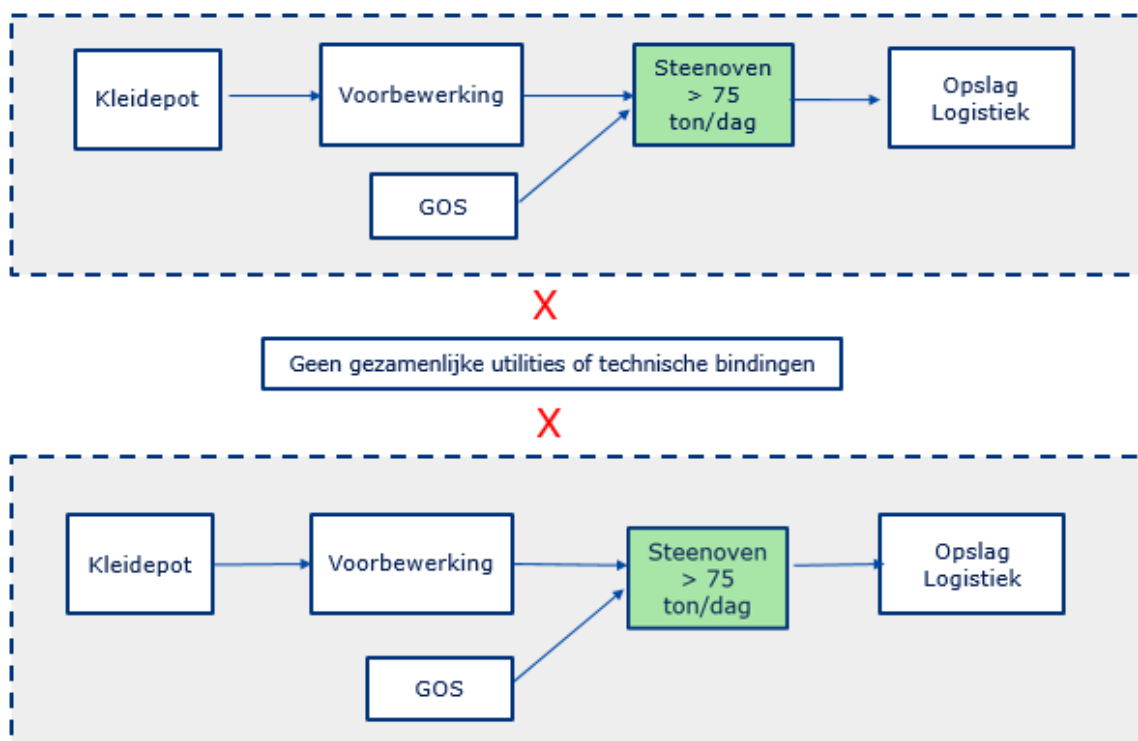 Kleidepot
Voorbewerking
Steenoven
> 75
ton/dag
Opslag
Logistiek
GOS
X
Geen gezamenlijke utilities of technische bindingen
X
Kleidepot
Voorbewerking
Steenoven
> 75
ton/dag
Opslag
Logistiek
GOS